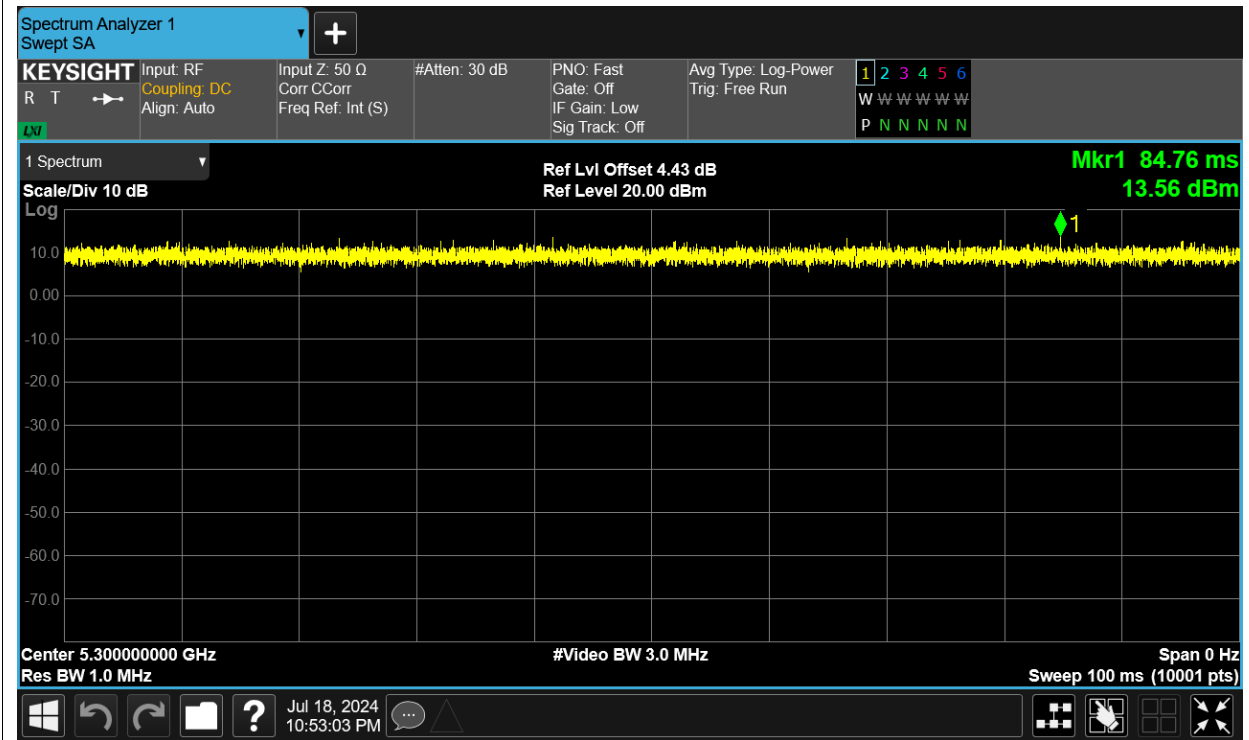 Spectrum Analyzer 1
Swept SA
KEYSIGHT
R T
LXI
Input: RF
Coupling: DC
Align: Auto
Input Z: 50 Ω
Corr CCorr
Freq Ref: Int (S)
#Atten: 30 dB
PNO: Fast
Gate: Off
IF Gain: Low
Sig Track: Off
Avg Type: Log-Power
Trig: Free Run
1 2 3 4 5 6
W W W W W W
P N N N N N
1 Spectrum
Scale/Div 10 dB
Ref Lvl Offset 4.43 dB
Ref Level 20.00 dBm
Mkr1 84.76 ms
13.56 dBm
Log
1
10.0
0.00
-10.0
-20.0
-30.0
-40.0
-50.0
-60.0
-70.0
Center 5.300000000 GHz
Res BW 1.0 MHz
#Video BW 3.0 MHz
Span 0 Hz
Sweep 100 ms (10001 pts)
?
Jul 18, 2024
10:53:03 PM